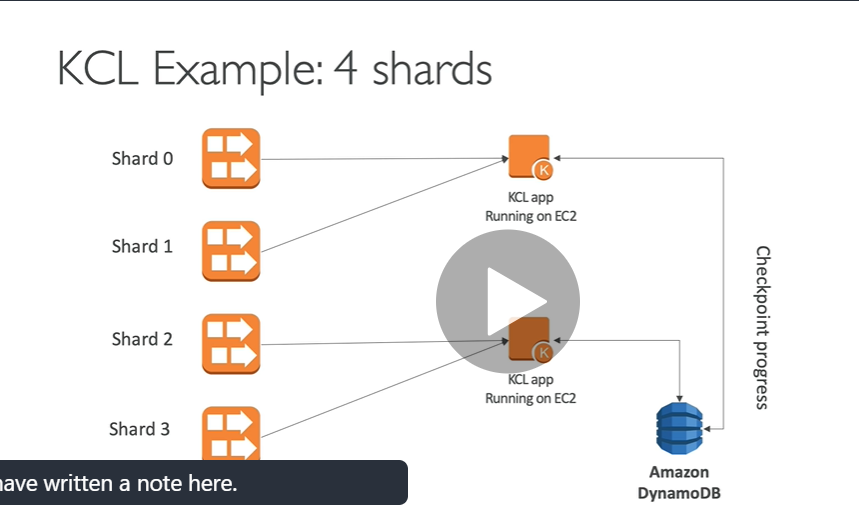 KCL Example: 4 shards
Shard 0
Shard 1
Shard 2
Shard 3
K
KCL app
Running on EC2
K
KCL app
Running on EC2
Checkpoint progress
Amazon
DynamoDB
have written a note here.